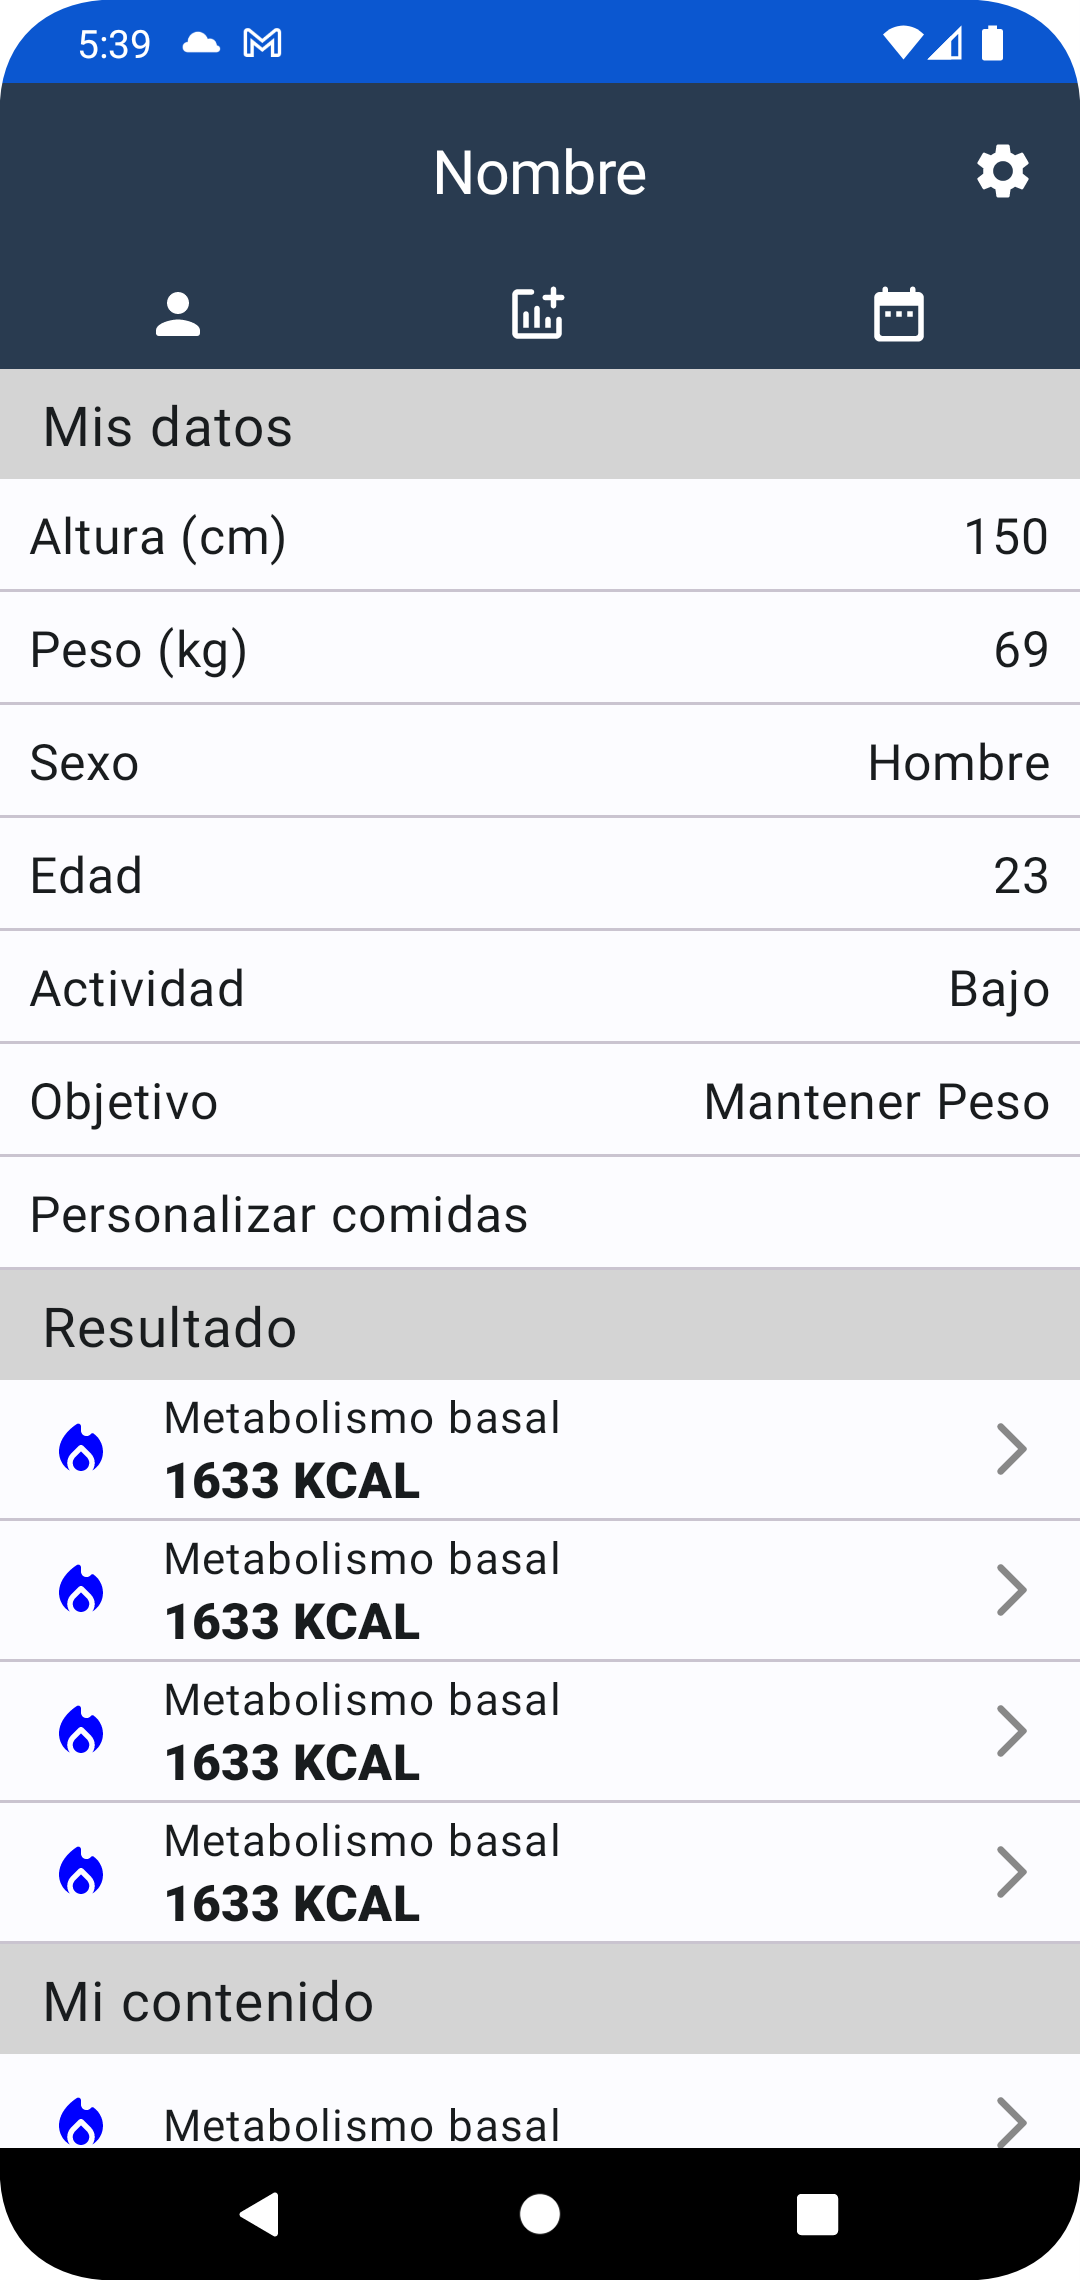 5:39
Nombre
Mis datos
Altura (cm) 150
Peso (kg) 69
Sexo Hombre
Edad 23
Actividad Bajo
Objetivo Mantener Peso
Personalizar comidas
Resultado
Metabolismo basal
1633 KCAL
Metabolismo basal
1633 KCAL
Metabolismo basal
1633 KCAL
Metabolismo basal
1633 KCAL
Mi contenido
Metabolismo basal